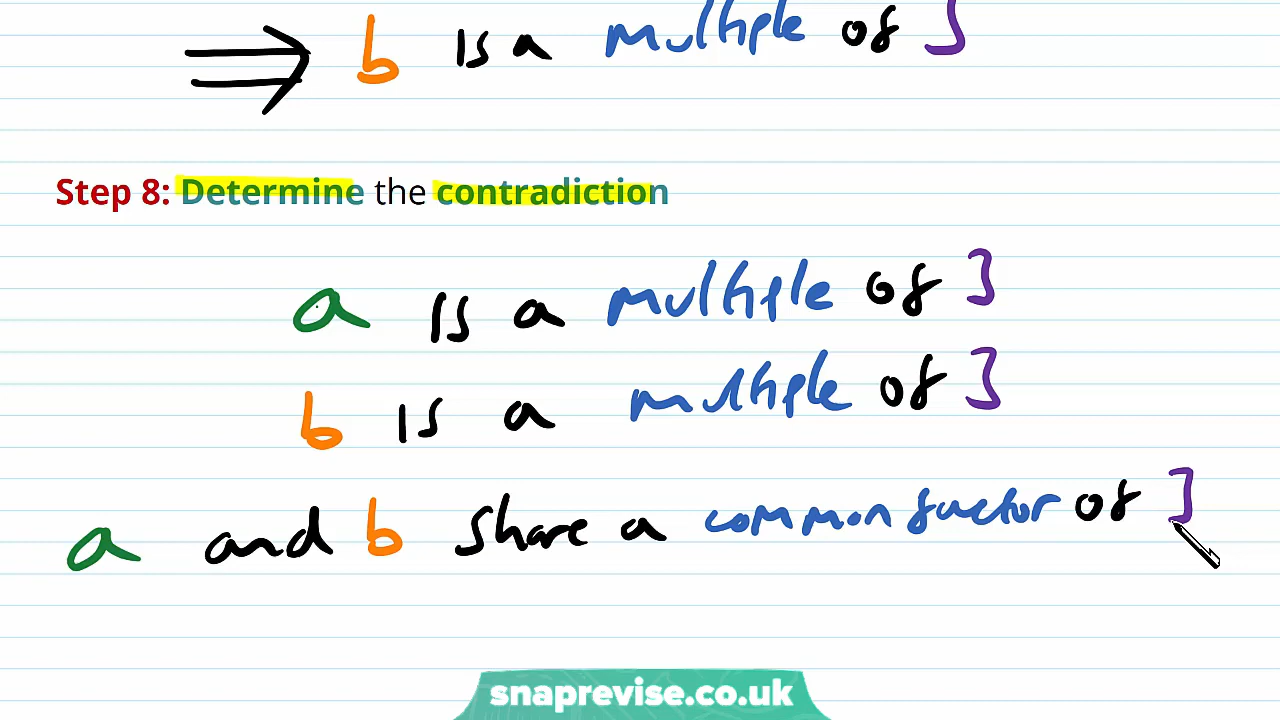 ⇒ b is a multiple of 3
Step 8: Determine the contradiction
a is a multiple of 3
b is a multiple of 3
a and b share a common factor of 3
snaprevise.co.uk